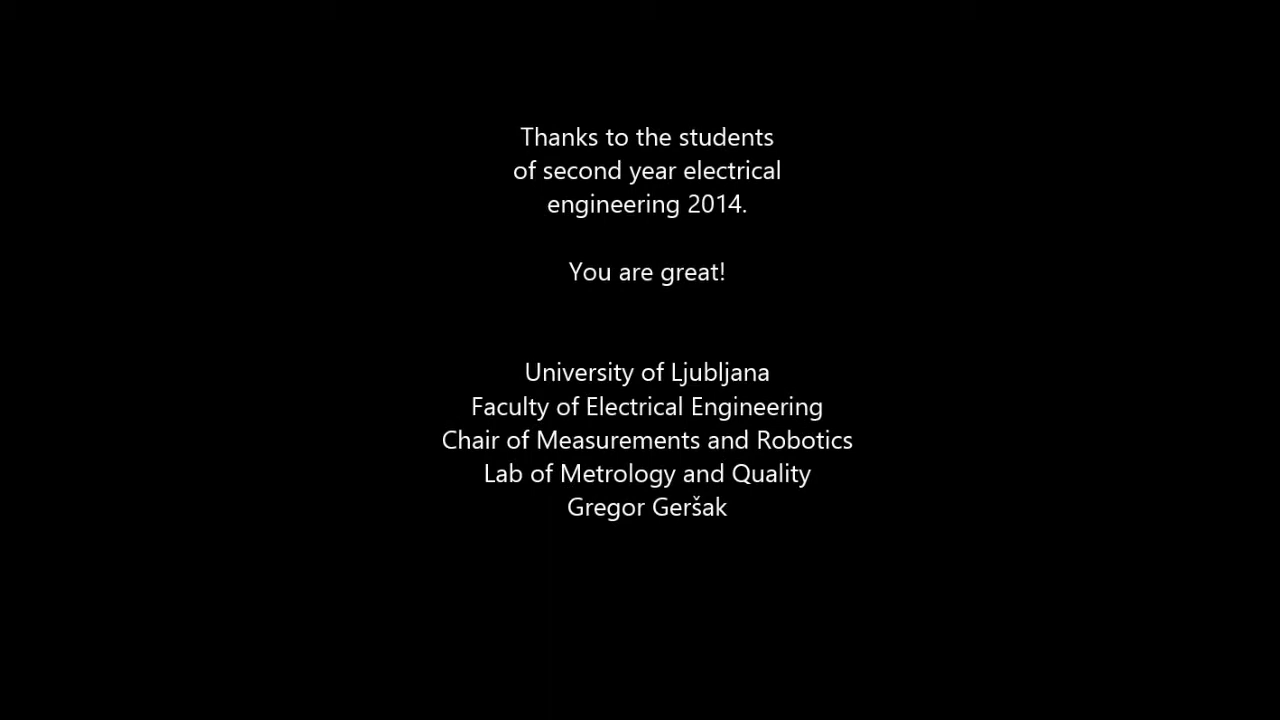 Thanks to the students
of second year electrical
engineering 2014.
You are great!
University of Ljubljana
Faculty of Electrical Engineering
Chair of Measurements and Robotics
Lab of Metrology and Quality
Gregor Geršak